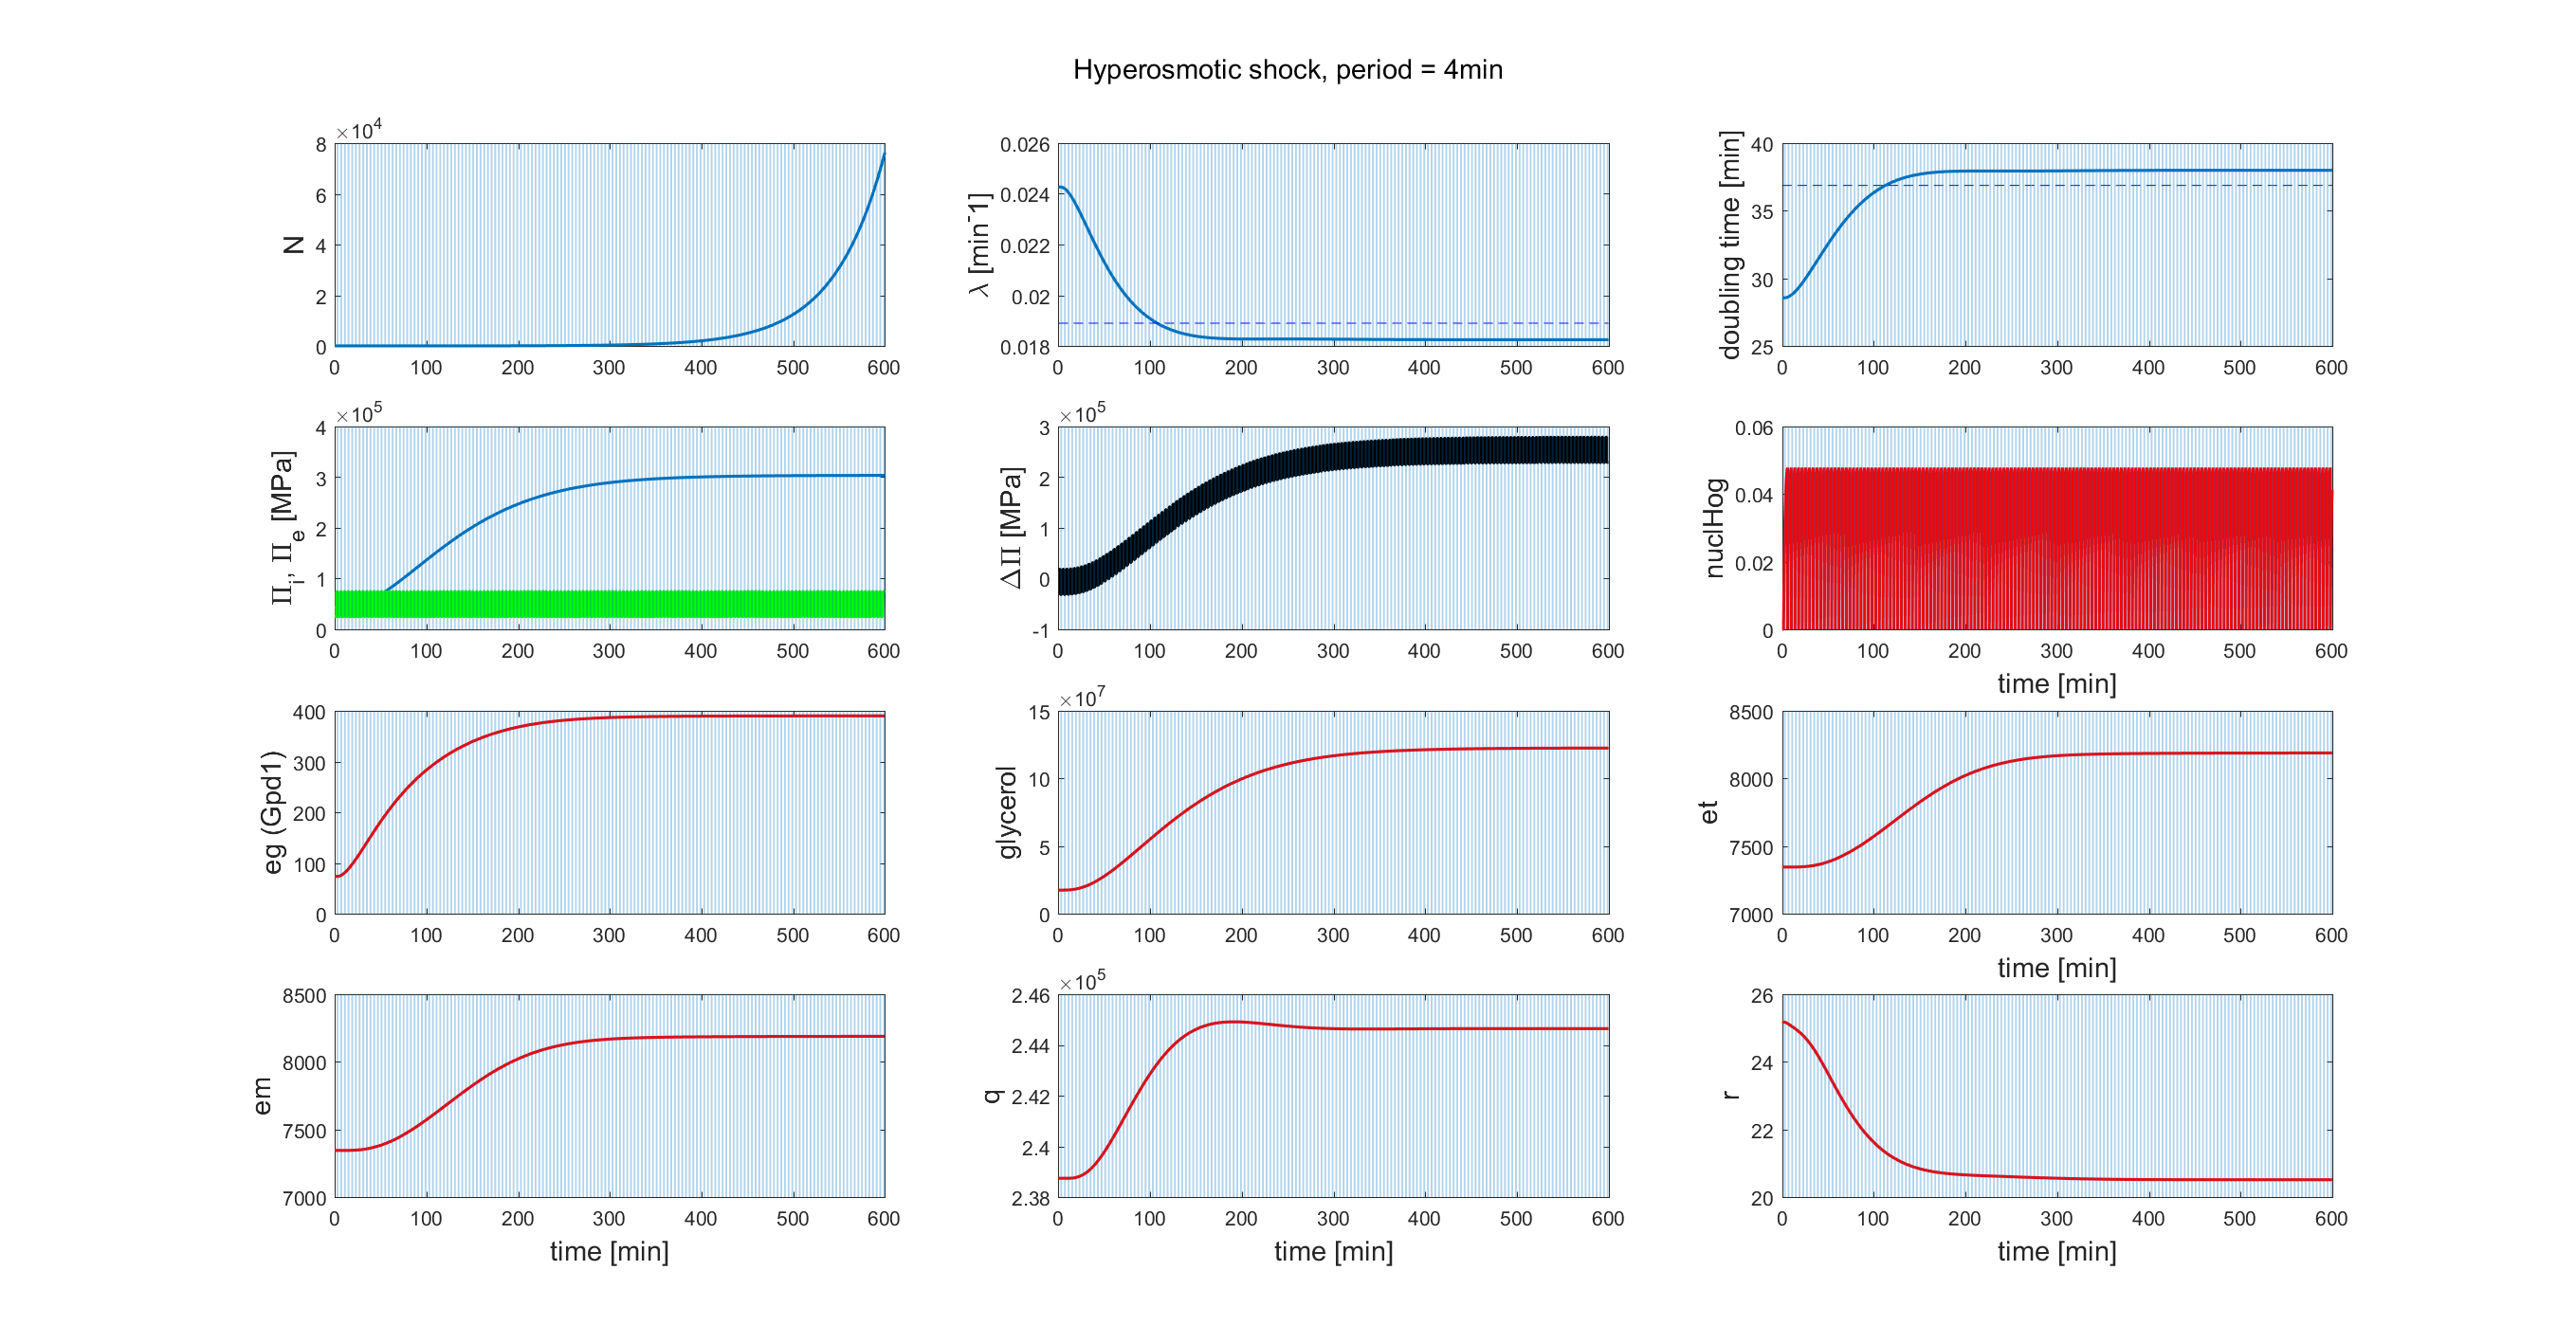 Hyperosmotic shock, period = 4min
×10^4
8
6
4
2
0
N
0 100 200 300 400 500 600
0.026
0.024
0.022
0.02
0.018
λ [min^-1]
0 100 200 300 400 500 600
40
35
30
25
doubling time [min]
0 100 200 300 400 500 600
×10^5
4
3
2
1
0
Π_i, Π_e [MPa]
0 100 200 300 400 500 600
×10^5
3
2
1
0
-1
ΔΠ [MPa]
0 100 200 300 400 500 600
0.06
0.04
0.02
0
nuclHog
0 100 200 300 400 500 600
time [min]
400
300
200
100
0
eg (Gpd1)
0 100 200 300 400 500 600
×10^7
15
10
5
0
glycerol
0 100 200 300 400 500 600
8500
8000
7500
7000
et
0 100 200 300 400 500 600
time [min]
8500
8000
7500
7000
em
0 100 200 300 400 500 600
time [min]
×10^5
2.46
2.44
2.42
2.4
2.38
q
0 100 200 300 400 500 600
time [min]
26
24
22
20
r
0 100 200 300 400 500 600
time [min]